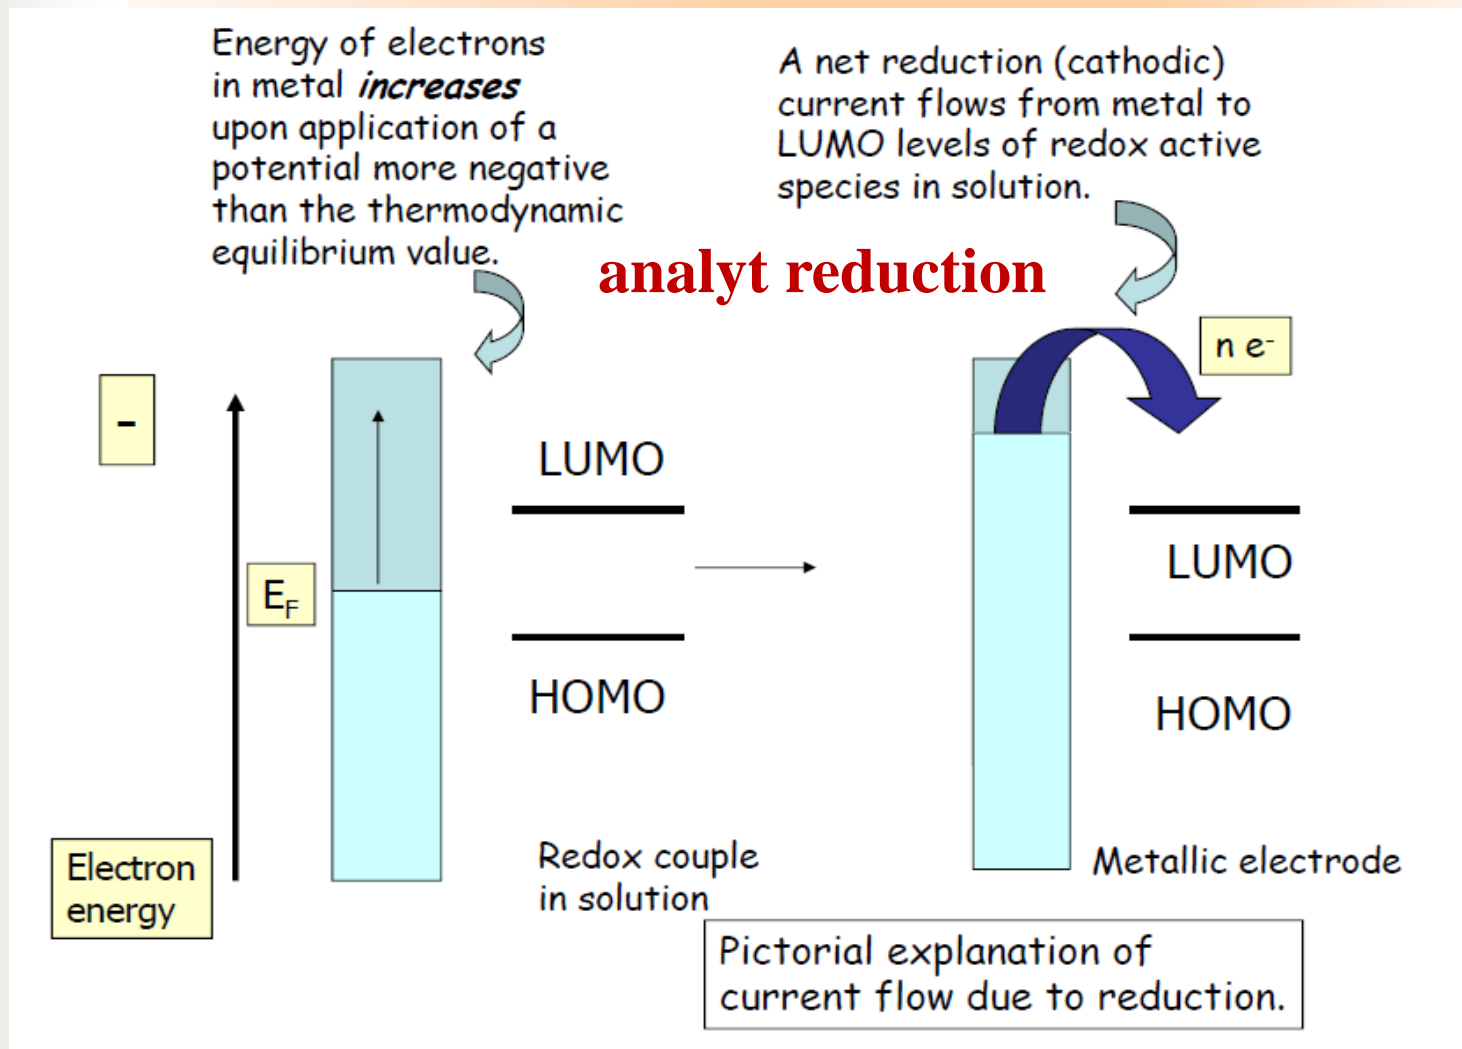 Energy of electrons
in metal increases
upon application of a
potential more negative
than the thermodynamic
equilibrium value.
A net reduction (cathodic)
current flows from metal to
LUMO levels of redox active
species in solution.
analyt reduction
n e-
-
LUMO
EF
LUMO
HOMO
HOMO
Electron
energy
Redox couple
in solution
Metallic electrode
Pictorial explanation of
current flow due to reduction.